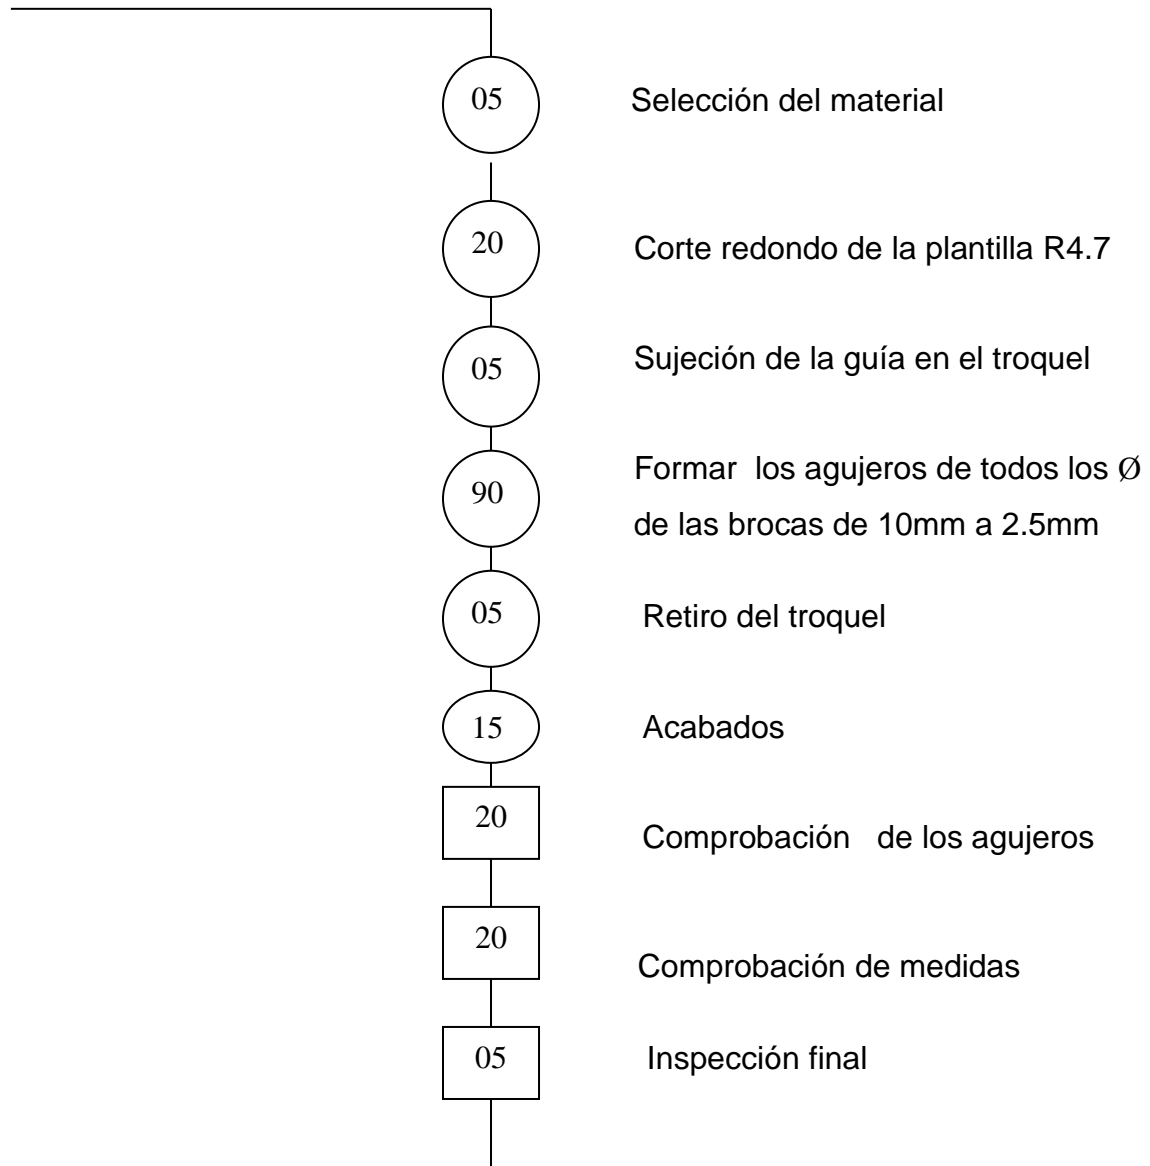 05
Selección del material
20
Corte redondo de la plantilla R4.7
05
Sujeción de la guía en el troquel
90
Formar  los agujeros de todos los Ø
de las brocas de 10mm a 2.5mm
05
Retiro del troquel
15
Acabados
20
Comprobación   de los agujeros
20
Comprobación de medidas
05
Inspección final